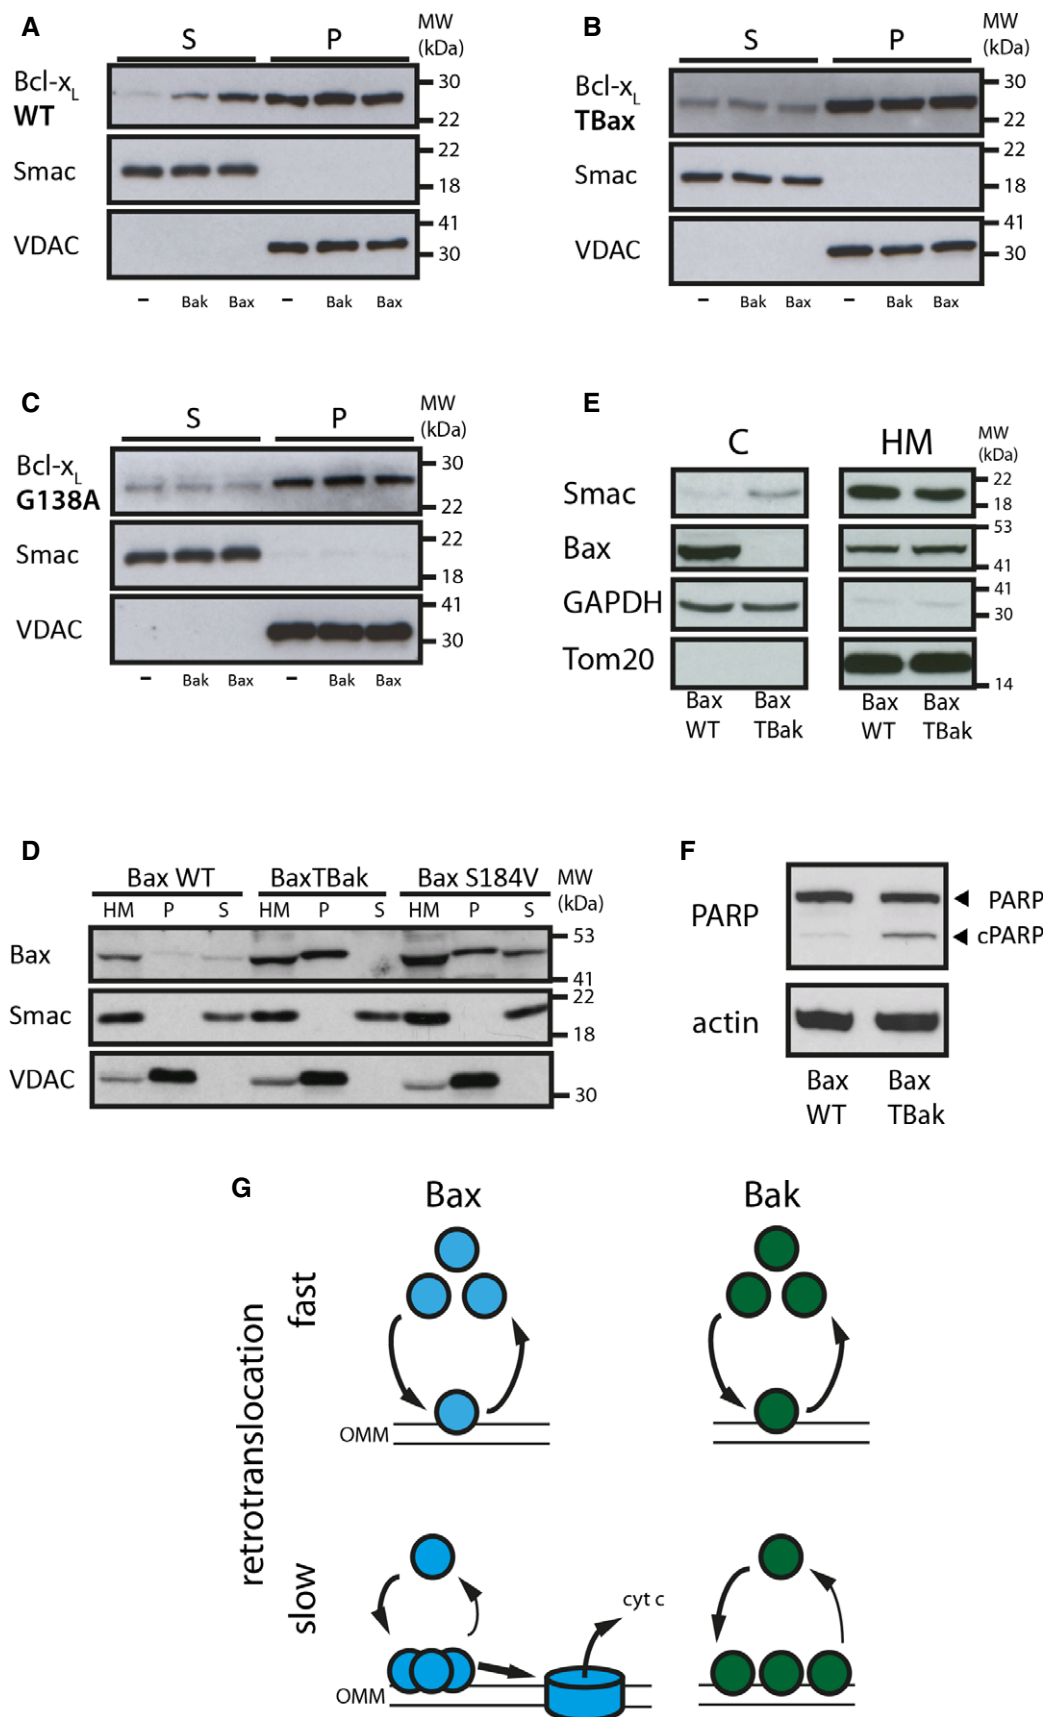 A
S P MW (kDa)
Bcl-xL WT 30 22
Smac 22 18
VDAC 41 30
– Bak Bax – Bak Bax
B
S P MW (kDa)
Bcl-xL TBax 30 22
Smac 22 18
VDAC 41 30
– Bak Bax – Bak Bax
C
S P MW (kDa)
Bcl-xL G138A 30 22
Smac 22 18
VDAC 41 30
– Bak Bax – Bak Bax
E
C HM MW (kDa)
Smac 22 18
Bax 53 41
GAPDH 41 30
Tom20 14
Bax WT Bax TBak Bax WT Bax TBak
D
Bax WT BaxTBak Bax S184V MW (kDa)
HM P S HM P S HM P S
Bax 53 41
Smac 22 18
VDAC 30
F
PARP PARP
cPARP
actin
Bax WT Bax TBak
G
Bax Bak
retrotranslocation
fast
OMM
slow
cyt c
OMM